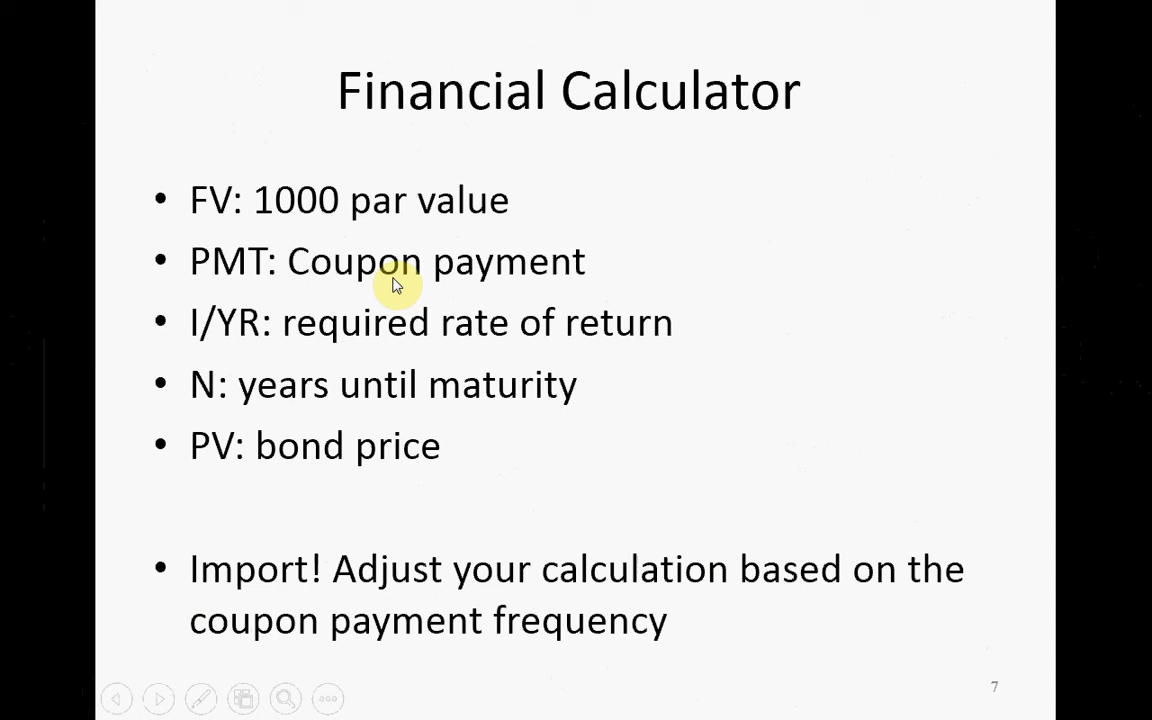 Financial Calculator
• FV: 1000 par value
• PMT: Coupon payment
• I/YR: required rate of return
• N: years until maturity
• PV: bond price
• Import! Adjust your calculation based on the
coupon payment frequency
7